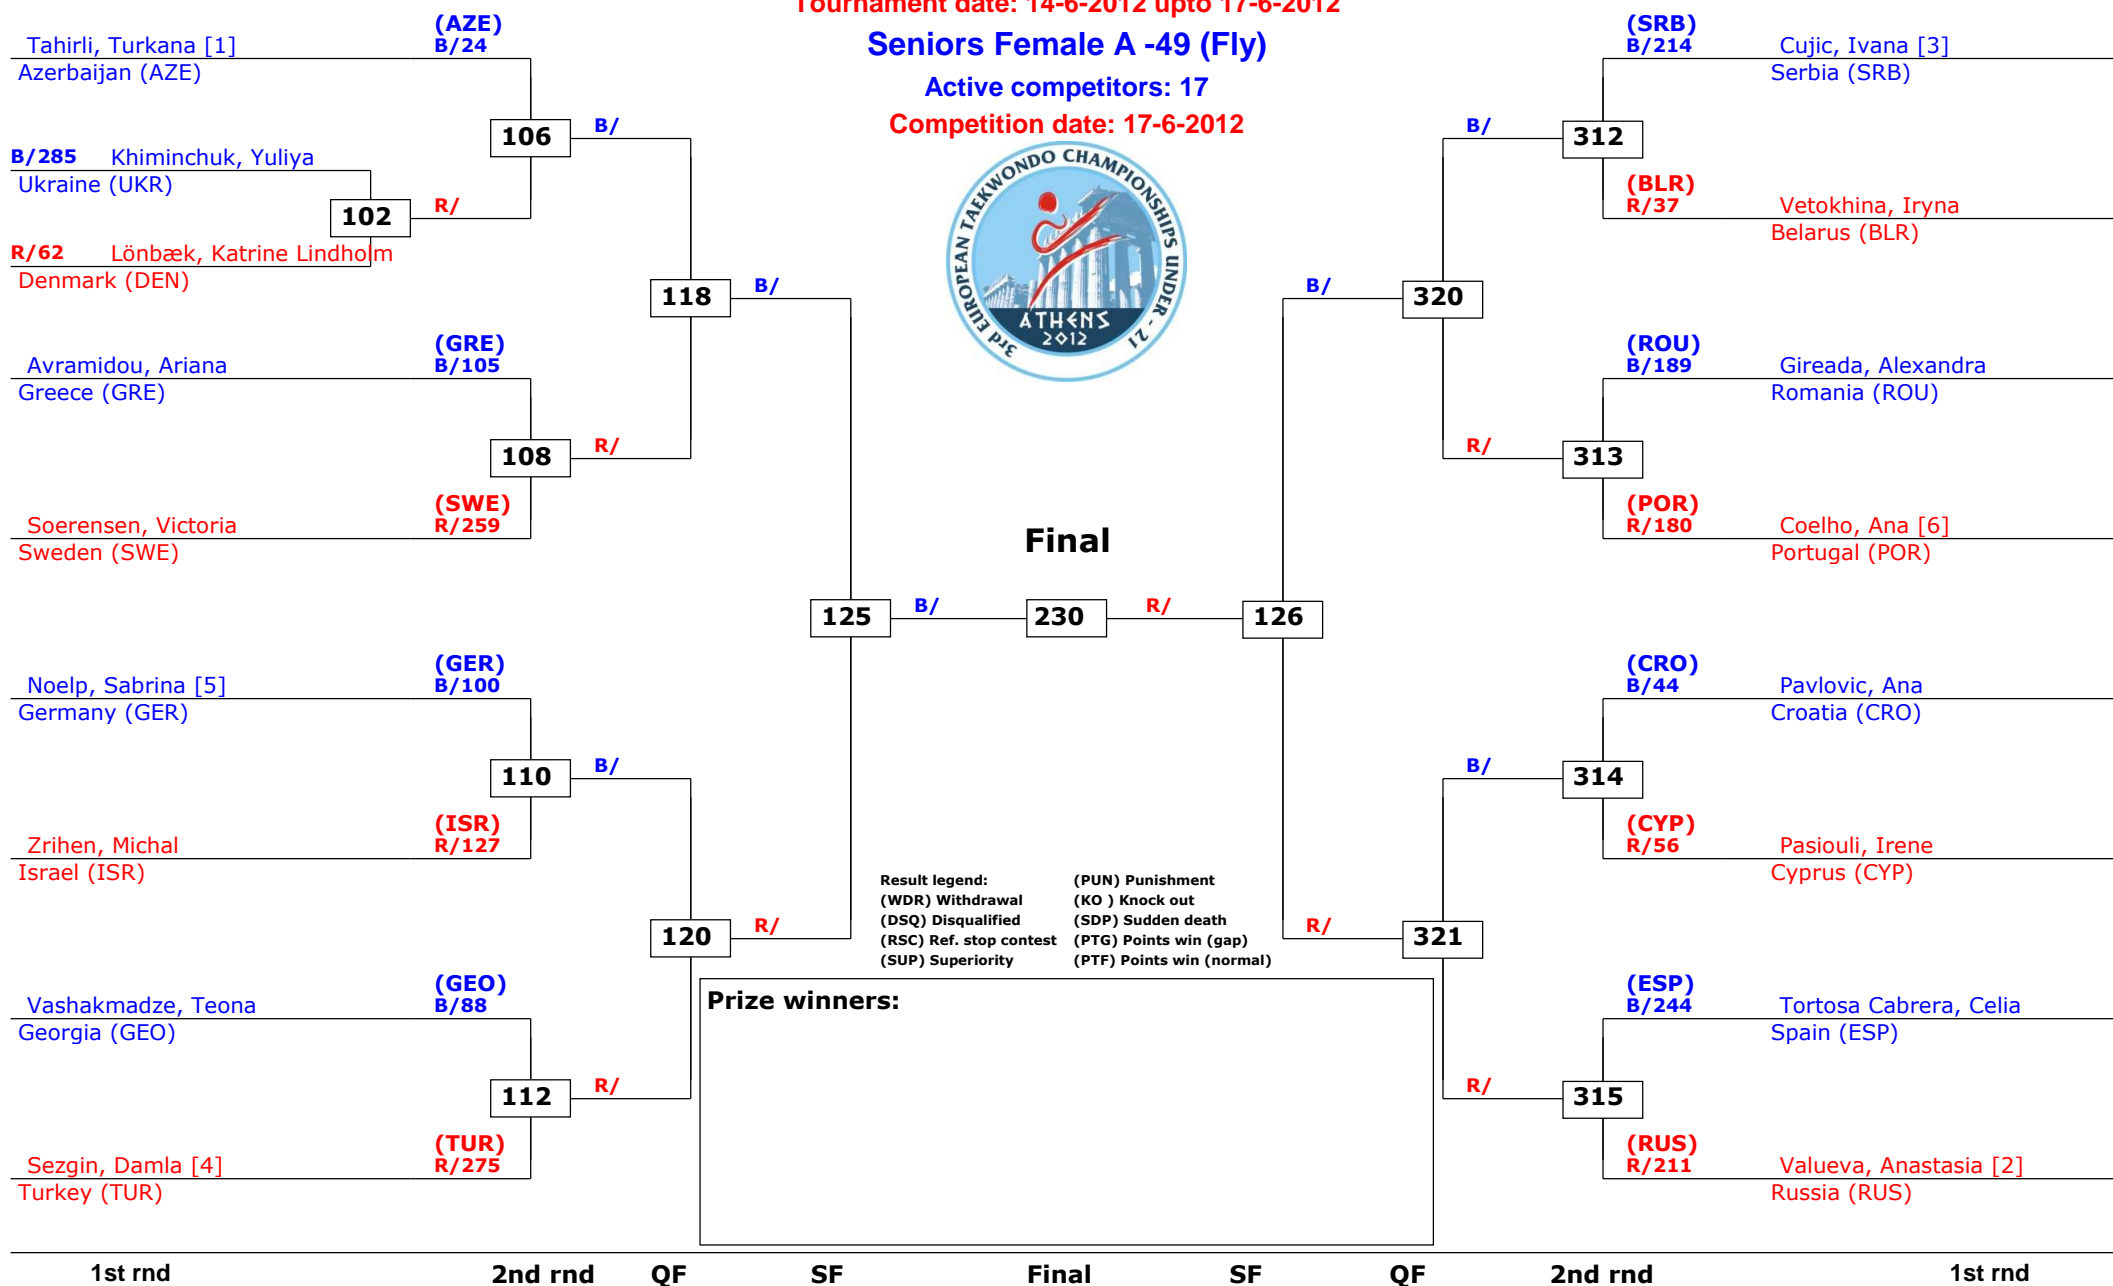 Tournament date: 14-6-2012 upto 17-6-2012
Seniors Female A -49 (Fly)
Active competitors: 17
Competition date: 17-6-2012
3rd EUROPEAN TAEKWONDO CHAMPIONSHIPS UNDER - 21
ATHENS
2012
(AZE)
Tahirli, Turkana [1] B/24
Azerbaijan (AZE)
106 B/
B/285 Khiminchuk, Yuliya
Ukraine (UKR)
102 R/
R/62 Lönbæk, Katrine Lindholm
Denmark (DEN)
118 B/
(GRE)
Avramidou, Ariana B/105
Greece (GRE)
108 R/
(SWE)
Soerensen, Victoria R/259
Sweden (SWE)
(GER)
Noelp, Sabrina [5] B/100
Germany (GER)
110 B/
(ISR)
Zrihen, Michal R/127
Israel (ISR)
120 R/
(GEO)
Vashakmadze, Teona B/88
Georgia (GEO)
112 R/
(TUR)
Sezgin, Damla [4] R/275
Turkey (TUR)
Final
125 B/ 230 R/ 126
(SRB)
B/214 Cujic, Ivana [3]
Serbia (SRB)
B/ 312
(BLR)
R/37 Vetokhina, Iryna
Belarus (BLR)
B/ 320
(ROU)
B/189 Gireada, Alexandra
Romania (ROU)
R/ 313
(POR)
R/180 Coelho, Ana [6]
Portugal (POR)
(CRO)
B/44 Pavlovic, Ana
Croatia (CRO)
B/ 314
(CYP)
R/56 Pasiouli, Irene
Cyprus (CYP)
R/ 321
(ESP)
B/244 Tortosa Cabrera, Celia
Spain (ESP)
R/ 315
(RUS)
R/211 Valueva, Anastasia [2]
Russia (RUS)
Result legend: (PUN) Punishment
(WDR) Withdrawal (KO ) Knock out
(DSQ) Disqualified (SDP) Sudden death
(RSC) Ref. stop contest (PTG) Points win (gap)
(SUP) Superiority (PTF) Points win (normal)
Prize winners:
1st rnd 2nd rnd QF SF Final SF QF 2nd rnd 1st rnd